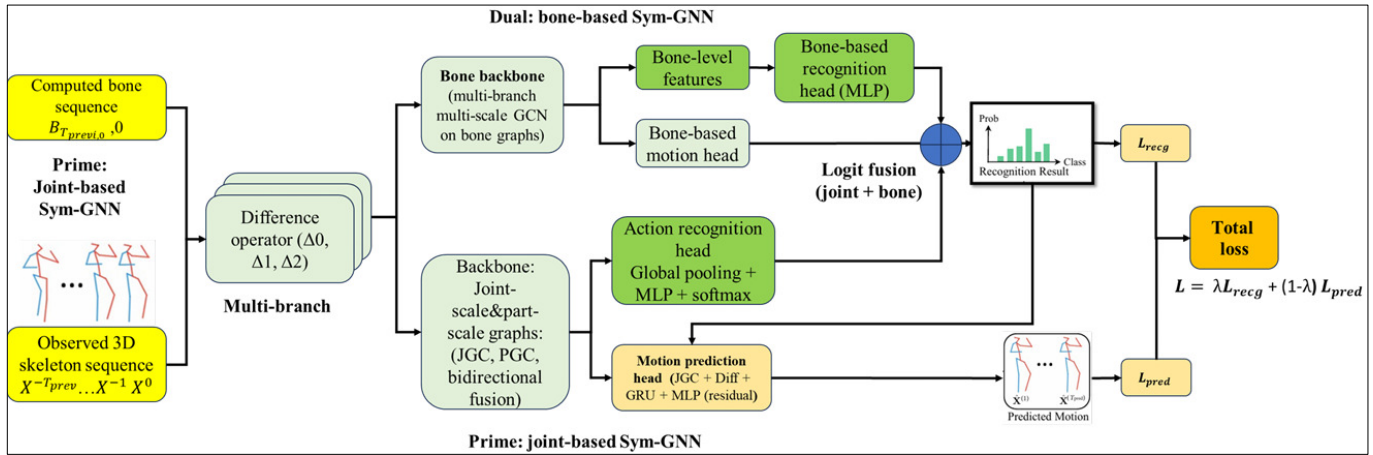 Dual: bone-based Sym-GNN
Computed bone
sequence
B_{T_{previ,0}} ,0
Prime:
Joint-based
Sym-GNN
...
Observed 3D
skeleton sequence
X^{-T_{prev}} ...X^{-1} X^{0}
Difference
operator (Δ0,
Δ1, Δ2)
Multi-branch
Bone backbone
(multi-branch
multi-scale GCN
on bone graphs)
Bone-level
features
Bone-based
recognition
head (MLP)
Bone-based
motion head
Logit fusion
(joint + bone)
Prob
Class
Recognition Result
Backbone:
Joint-
scale&part-
scale graphs:
(JGC, PGC,
bidirectional
fusion)
Action recognition
head
Global pooling +
MLP + softmax
Motion prediction
head (JGC + Diff +
GRU + MLP (residual)
...
Ẋ^{(1)} Ẋ^{(T_{pred})}
Predicted Motion
L_{recg}
L_{pred}
Total
loss
L = λL_{recg} + (1-λ) L_{pred}
Prime: joint-based Sym-GNN